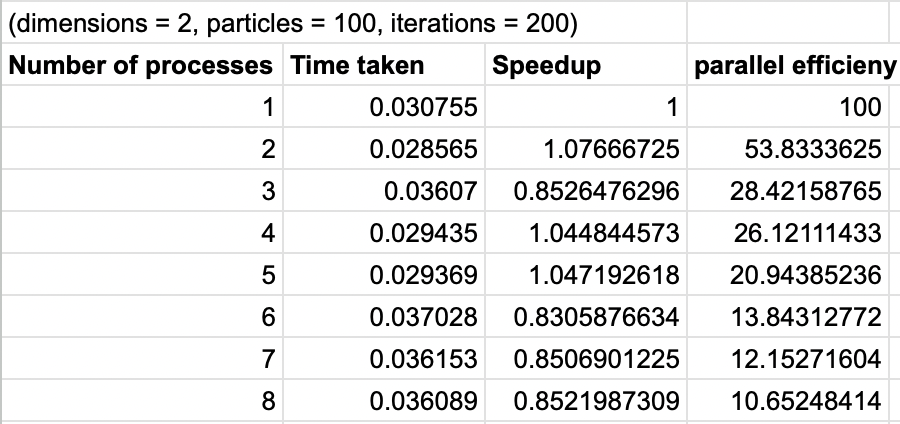 (dimensions = 2, particles = 100, iterations = 200)
Number of processes Time taken Speedup parallel efficieny
1 0.030755 1 100
2 0.028565 1.07666725 53.8333625
3 0.03607 0.8526476296 28.42158765
4 0.029435 1.044844573 26.12111433
5 0.029369 1.047192618 20.94385236
6 0.037028 0.8305876634 13.84312772
7 0.036153 0.8506901225 12.15271604
8 0.036089 0.8521987309 10.65248414